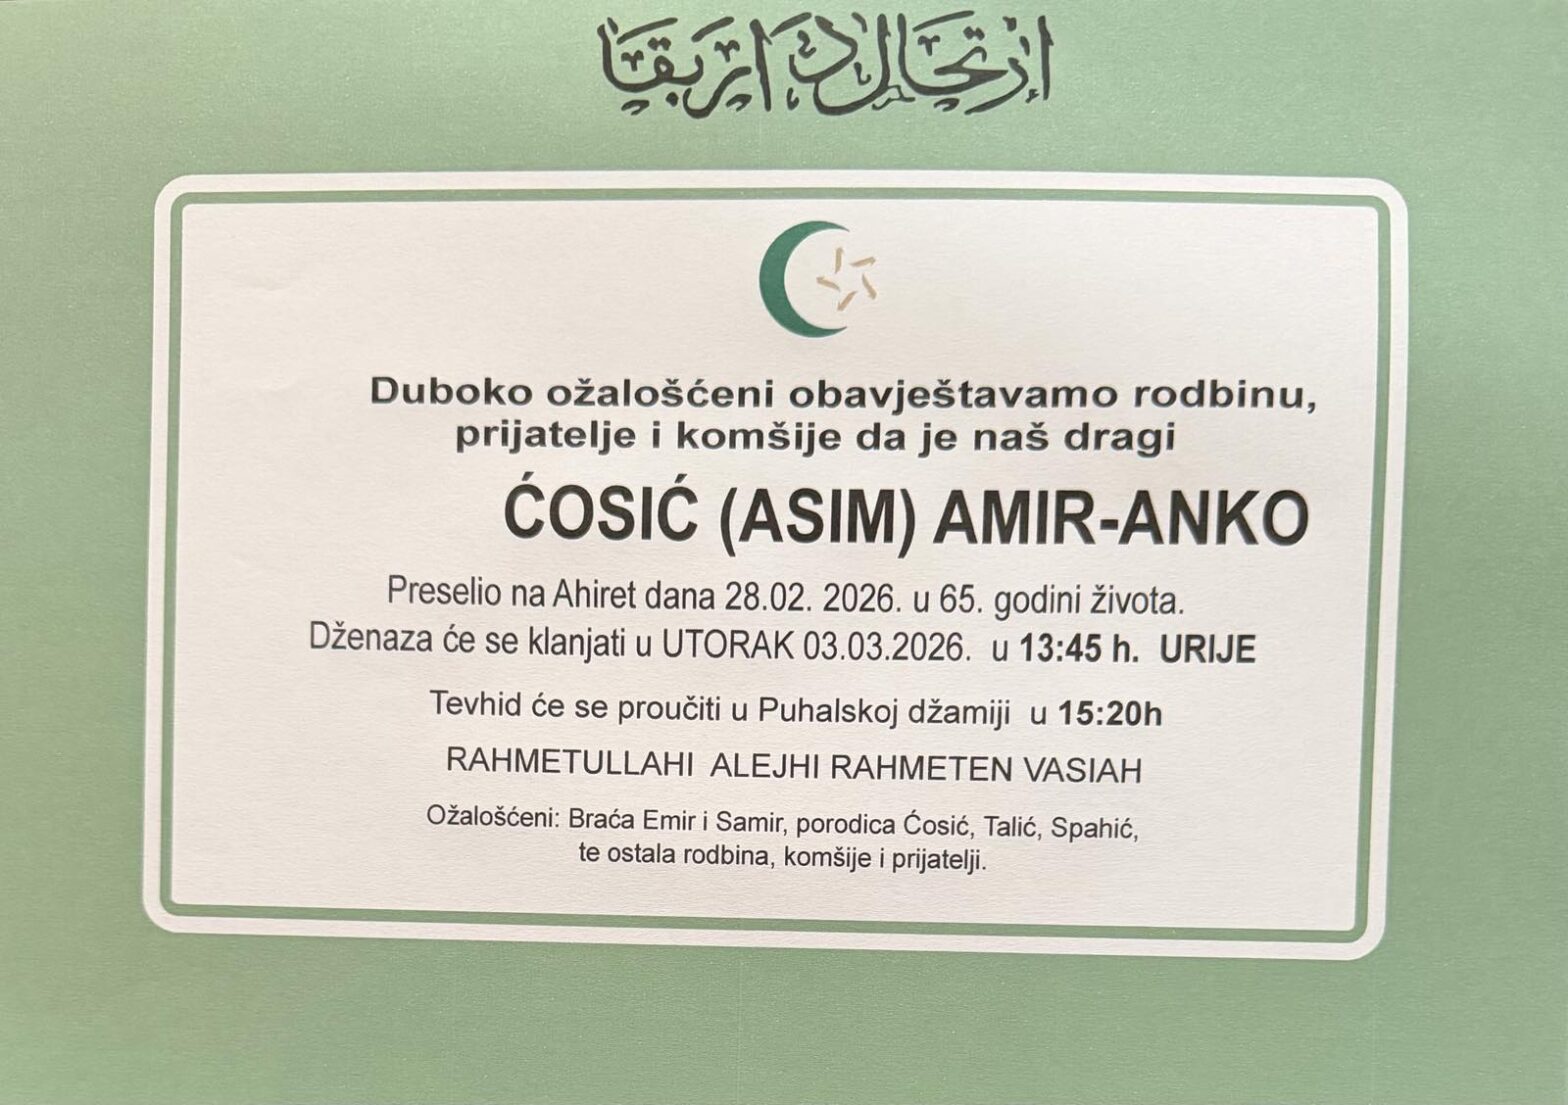 ارتحال دار بقا
Duboko ožalošćeni obavještavamo rodbinu,
prijatelje i komšije da je naš dragi
ĆOSIĆ (ASIM) AMIR-ANKO
Preselio na Ahiret dana 28.02. 2026. u 65. godini života.
Dženaza će se klanjati u UTORAK 03.03.2026. u 13:45 h. URIJE
Tevhid će se proučiti u Puhalskoj džamiji u 15:20h
RAHMETULLAHI ALEJHI RAHMETEN VASIAH
Ožalošćeni: Braća Emir i Samir, porodica Ćosić, Talić, Spahić,
te ostala rodbina, komšije i prijatelji.